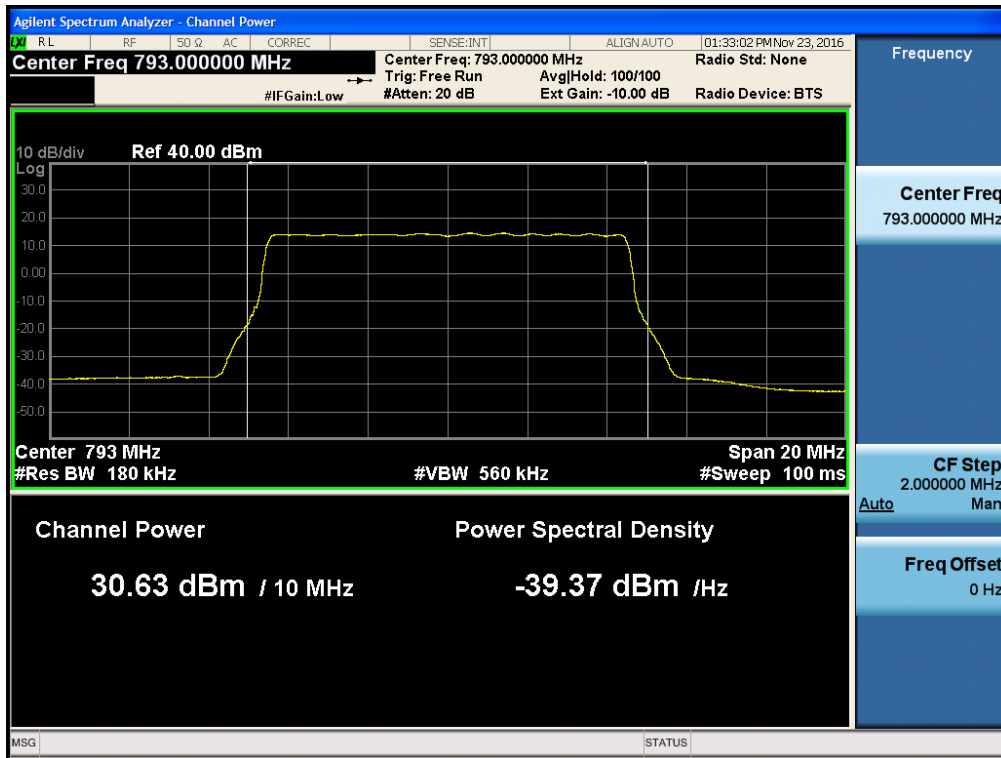 Agilent Spectrum Analyzer - Channel Power
LXI RL RF 50 Ω AC CORREC SENSE:INT ALIGNAUTO 01:33:02 PM Nov 23, 2016
Center Freq 793.000000 MHz
Center Freq: 793.000000 MHz Radio Std: None
Trig: Free Run Avg|Hold: 100/100
#IFGain:Low #Atten: 20 dB Ext Gain: -10.00 dB Radio Device: BTS
10 dB/div Ref 40.00 dBm
Log
30.0
20.0
10.0
0.00
-10.0
-20.0
-30.0
-40.0
-50.0
Center 793 MHz Span 20 MHz
#Res BW 180 kHz #VBW 560 kHz #Sweep 100 ms
Channel Power Power Spectral Density
30.63 dBm / 10 MHz -39.37 dBm /Hz
MSG STATUS
Frequency
Center Freq
793.000000 MHz
CF Step
2.000000 MHz
Auto Man
Freq Offset
0 Hz